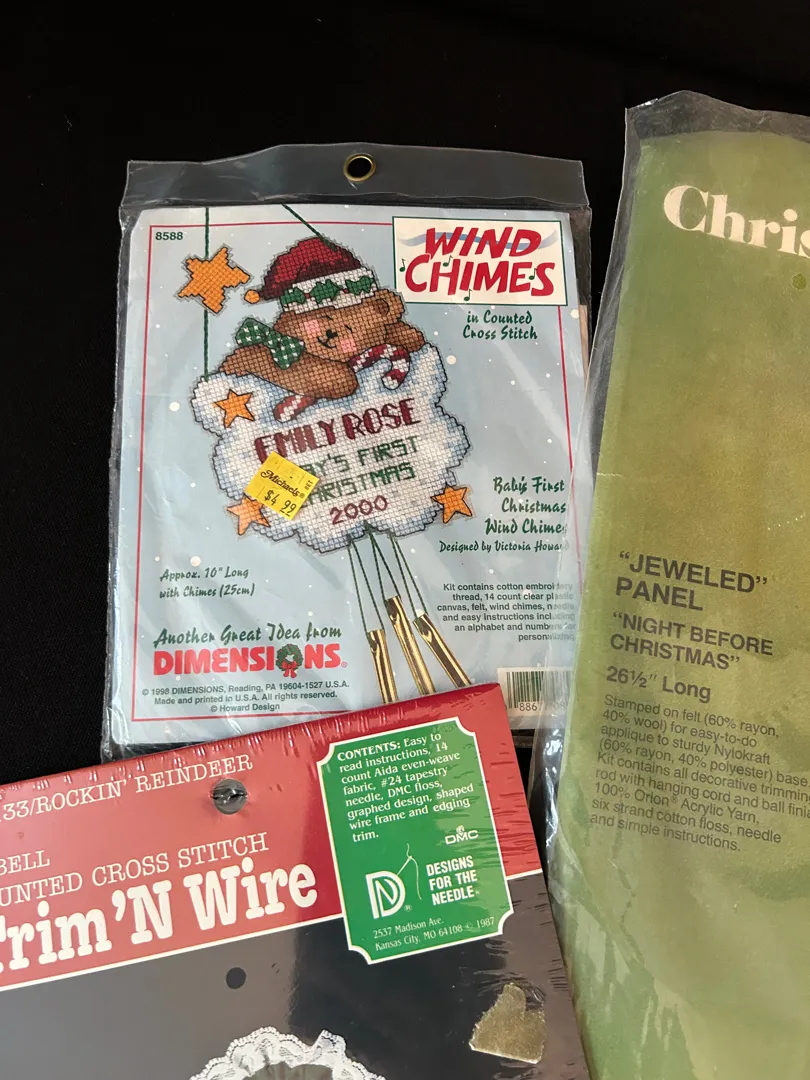 8588
WIND
CHIMES
in Counted
Cross Stitch
EMILY ROSE
FIRST
2000
Michaels
$4.99
Baby's First
Christmas
Wind Chimes
Designed by Victoria Howard
Approx. 10" Long
with Chimes (25cm)
Kit contains cotton embroidery
thread, 14 count clear plastic
canvas, felt, wind chimes, needle
and easy instructions including
an alphabet and numbers for
Another Great Idea from
DIMENSIONS®
© 1998 DIMENSIONS, Reading, PA 19604-1527 U.S.A.
Made and printed in U.S.A. All rights reserved.
© Howard Design
"JEWELED"
PANEL
"NIGHT BEFORE
CHRISTMAS"
26½" Long
Stamped on felt (60% rayon,
40% wool) for easy-to-do
applique to sturdy Nylokraft
(60% rayon, 40% polyester) base.
Kit contains all decorative
rod with hanging cord and ball
100% Orlon® Acrylic Yarn,
six strand cotton floss, needle
and simple instructions.
33/ROCKIN' REINDEER
BELL
CROSS STITCH
'N Wire
CONTENTS: Easy to
read instructions, 14
count Aida even-weave
fabric, #24 tapestry
needle, DMC floss,
graphed design, shaped
wire frame and edging
trim.
DMC
DN®
DESIGNS
FOR THE
NEEDLE
2537 Madison Ave.
Kansas City, MO 64108 © 1987